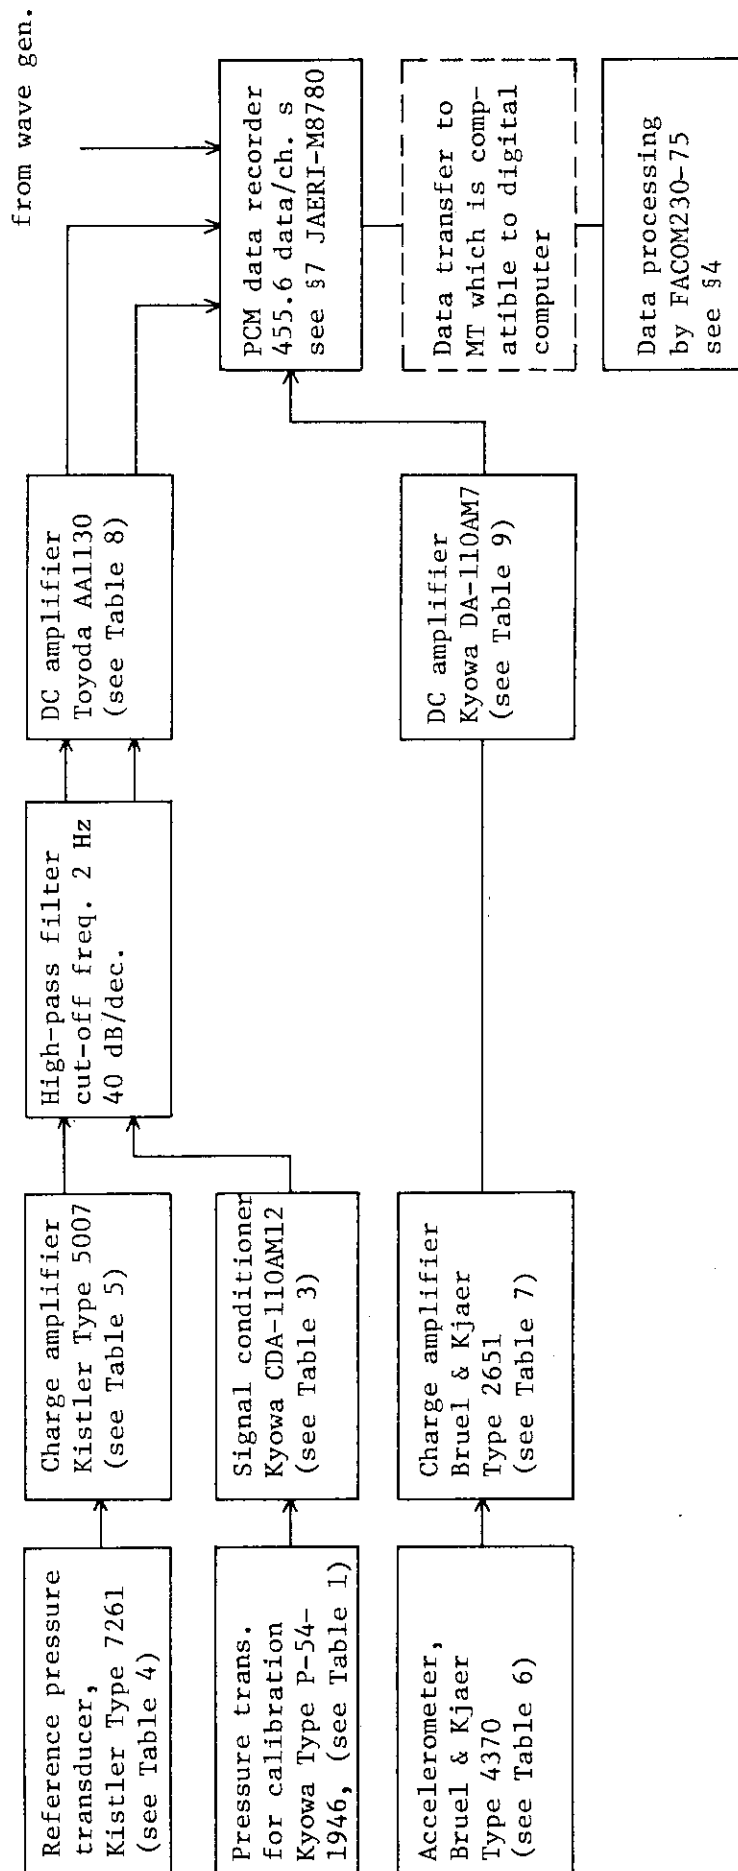 Reference pressure
transducer,
Kistler Type 7261
(see Table 4)
Charge amplifier
Kistler Type 5007
(see Table 5)
High-pass filter
cut-off freq. 2 Hz
40 dB/dec.
DC amplifier
Toyoda AA1130
(see Table 8)
from wave gen.
Pressure trans.
for calibration
Kyowa Type P-54-
1946, (see Table 1)
Signal conditioner
Kyowa CDA-110AM12
(see Table 3)
PCM data recorder
455.6 data/ch. s
see §7 JAERI-M8780
Accelerometer,
Bruel & Kjaer
Type 4370
(see Table 6)
Charge amplifier
Bruel & Kjaer
Type 2651
(see Table 7)
DC amplifier
Kyowa DA-110AM7
(see Table 9)
Data transfer to
MT which is comp-
atible to digital
computer
Data processing
by FACOM230-75
see §4